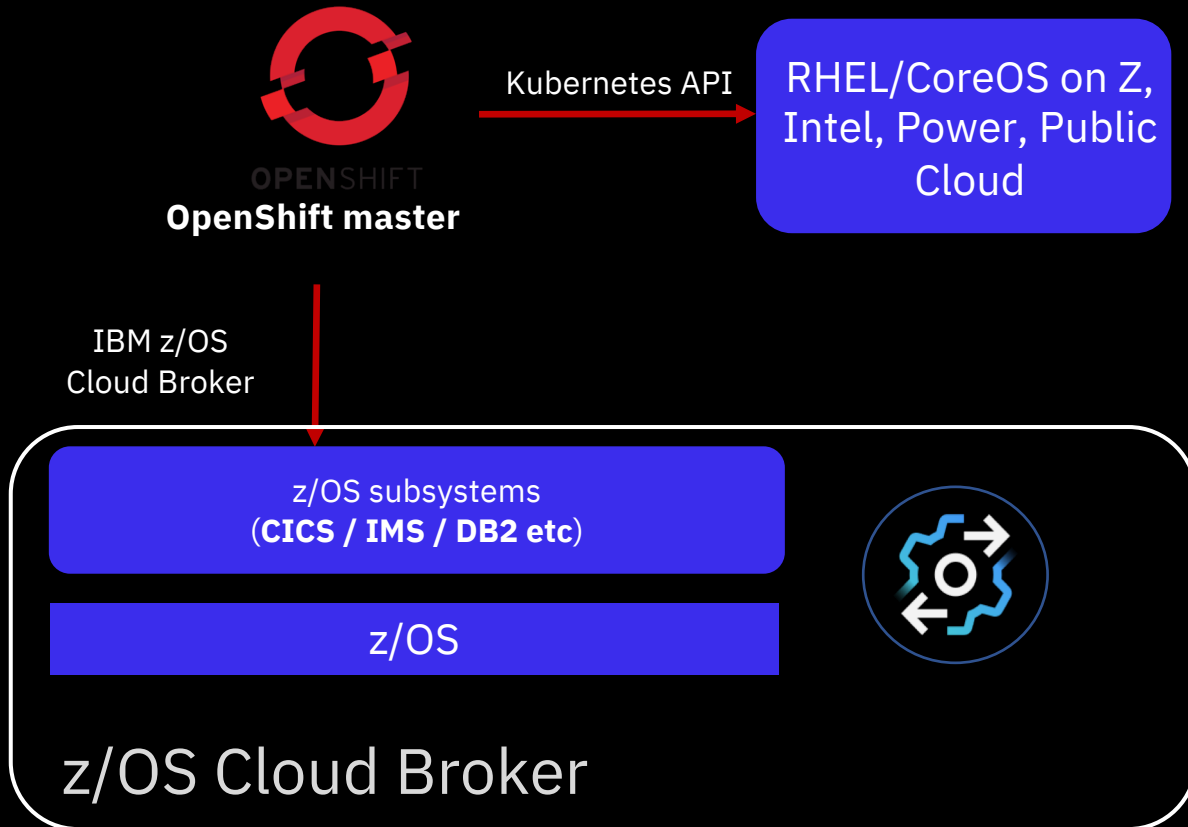 OPENSHIFT
OpenShift master
Kubernetes API
RHEL/CoreOS on Z,
Intel, Power, Public
Cloud
IBM z/OS
Cloud Broker
z/OS subsystems
(CICS / IMS / DB2 etc)
z/OS
z/OS Cloud Broker